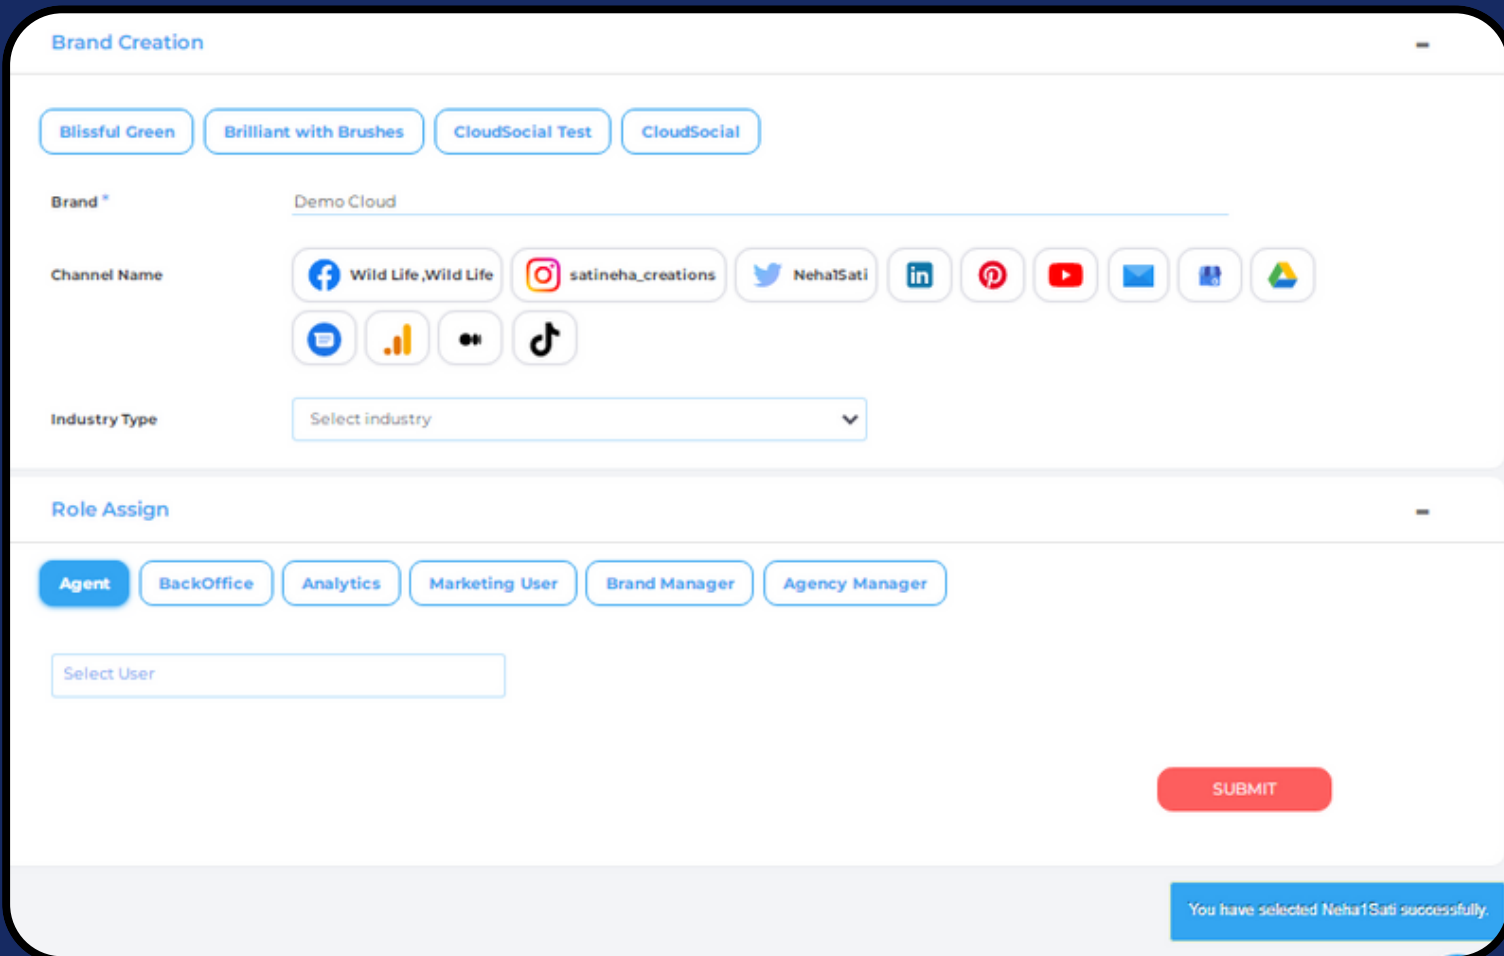 Brand Creation
Blissful Green Brilliant with Brushes CloudSocial Test CloudSocial
Brand * Demo Cloud
Channel Name Wild Life ,Wild Life satineha_creations Neha1Sati
Industry Type Select industry
Role Assign
Agent BackOffice Analytics Marketing User Brand Manager Agency Manager
Select User
SUBMIT
You have selected Neha1Sati successfully.